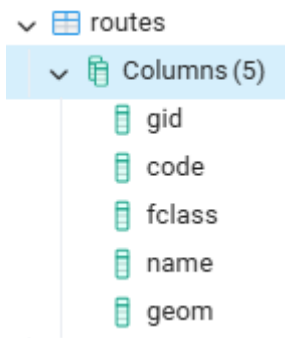 routes
Columns (5)
gid
code
fclass
name
geom